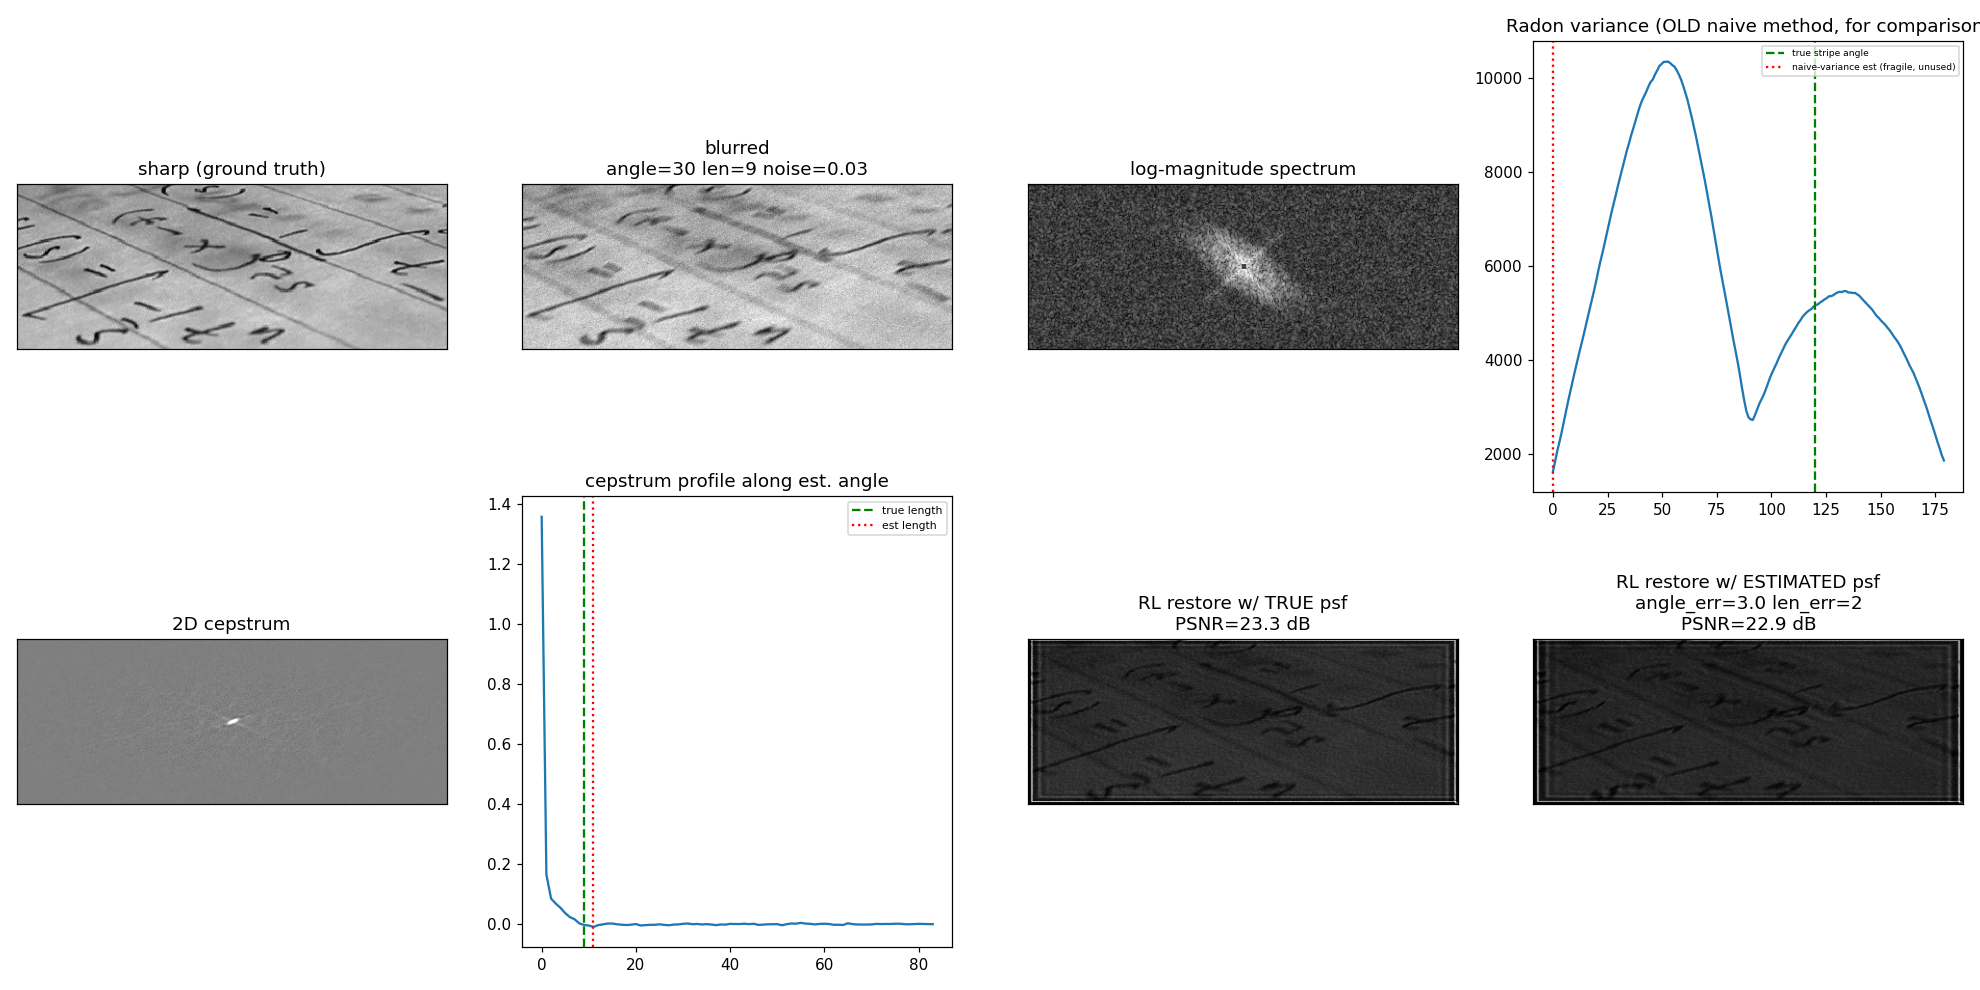 sharp (ground truth)
blurred
angle=30 len=9 noise=0.03
log-magnitude spectrum
Radon variance (OLD naive method, for comparison
true stripe angle
naive-variance est (fragile, unused)
10000
8000
6000
4000
2000
0 25 50 75 100 125 150 175
2D cepstrum
cepstrum profile along est. angle
true length
est length
1.4
1.2
1.0
0.8
0.6
0.4
0.2
0.0
0 20 40 60 80
RL restore w/ TRUE psf
PSNR=23.3 dB
RL restore w/ ESTIMATED psf
angle_err=3.0 len_err=2
PSNR=22.9 dB